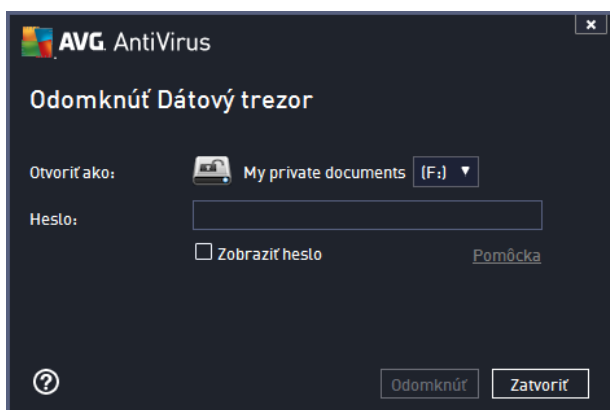 AVG. AntiVirus
Odomknúť Dátový trezor
Otvoriť ako: My private documents (F:)
Heslo:
Zobraziť heslo Pomôcka
Odomknúť Zatvoriť